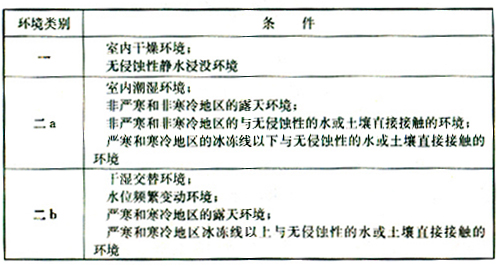 环境类别 条 件
一
室内干燥环境；
无侵蚀性静水浸没环境
二a
室内潮湿环境；
非严寒和非寒冷地区的露天环境；
非严寒和非寒冷地区的与无侵蚀性的水或土壤直接接触的环境；
严寒和寒冷地区的冰冻线以下与无侵蚀性的水或土壤直接接触的
环境
二b
干湿交替环境；
水位频繁变动环境；
严寒和寒冷地区的露天环境；
严寒和寒冷地区冰冻线以上与无侵蚀性的水或土壤直接接触的
环境